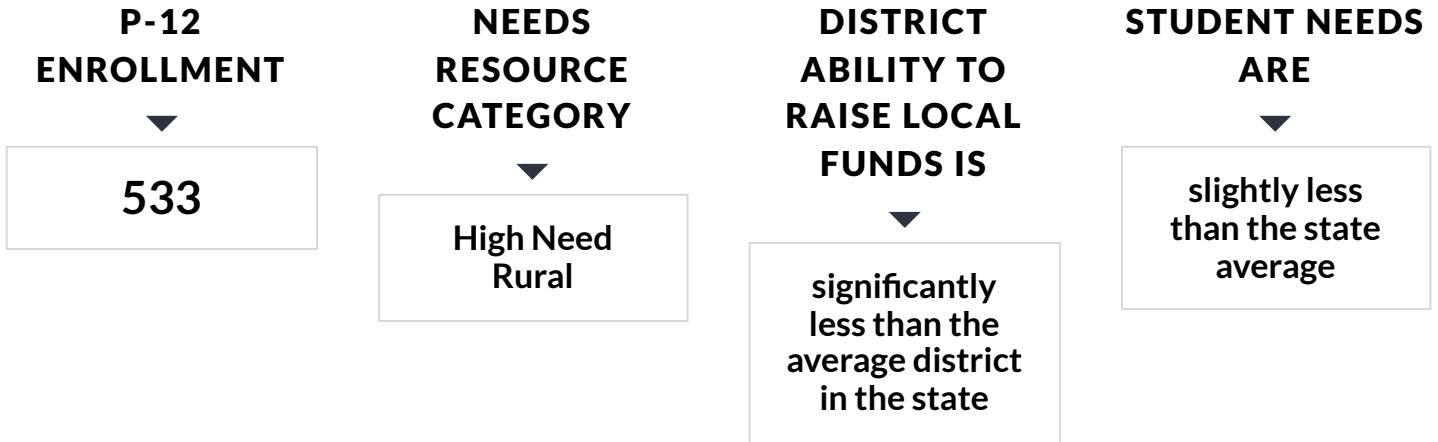 P-12
ENROLLMENT
533
NEEDS
RESOURCE
CATEGORY
High Need
Rural
DISTRICT
ABILITY TO
RAISE LOCAL
FUNDS IS
significantly
less than the
average district
in the state
STUDENT NEEDS
ARE
slightly less
than the state
average